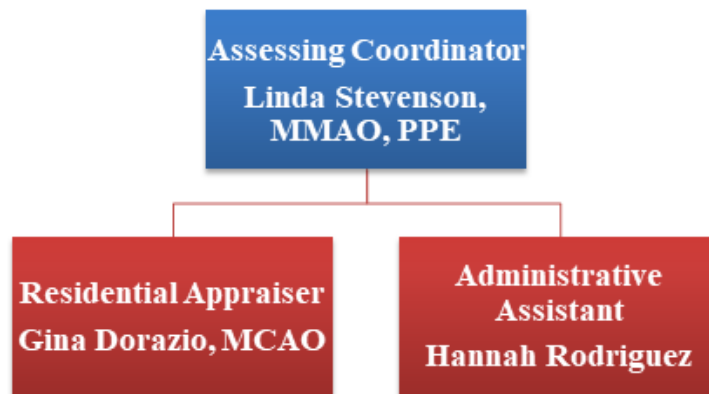 Assessing Coordinator
Linda Stevenson,
MMAO, PPE
Residential Appraiser
Gina Dorazio, MCAO
Administrative
Assistant
Hannah Rodriguez